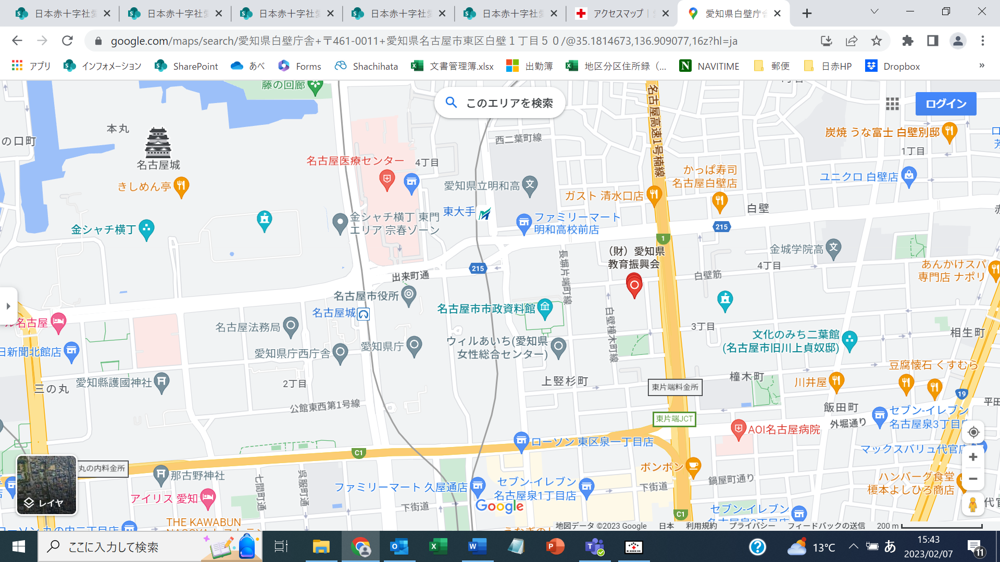 日本赤十字社愛
日本赤十字社愛
日本赤十字社愛
日本赤十字社愛
日本赤十字社愛
アクセスマップ |
愛知県白壁庁舎
google.com/maps/search/愛知県白壁庁舎+〒461-0011+愛知県名古屋市東区白壁１丁目５０/@35.1814673,136.909077,16z?hl=ja
アプリ
インフォメーション
SharePoint
あべ
Forms
Shachihata
文書管理簿.xlsx
出勤簿
地区分区住所録（...
NAVITIME
郵便
日赤HP
Dropbox
»
藤の回廊
このエリアを検索
ログイン
名古屋高速1号楠線
本丸
の口町
名古屋城
きしめん亭
西二葉町線
炭焼 うな富士 白壁別邸
1丁目
名古屋医療センター
4丁目
かっぱ寿司
名古屋白壁店
ユニクロ 白壁店
愛知県立明和高
ガスト 清水口店
白壁
東大手
金シャチ横丁 東門
エリア 宗春ゾーン
ファミリーマート
明和高校前店
金シャチ横丁
215
1
（財）愛知県
教育振興会
金城学院高
4丁目
長塀片端町線
215
出来町通
白壁筋
あんかけスパ
専門店 ナポリ
名古屋市役所
名古屋城
名古屋市市政資料館
白壁橦木町線
ル名古屋
名古屋法務局
3丁目
文化のみち二葉館
(名古屋市旧川上貞奴邸)
相生町
日新聞北館店
愛知県庁西庁舎
愛知県庁
ウィルあいち(愛知県
女性総合センター)
豆腐懐石 くすむら
三の丸
愛知縣護國神社
2丁目
上竪杉町
東片端料金所
橦木町
川井屋
19
平田
公館東西第1号線
飯田町
セブン-イレブン
名古屋泉3丁目店
外堀通り
東片端JCT
AOI名古屋病院
ローソン 東区泉一丁目店
マックスバリュ代官店
C1
丸の内料金所
那古野神社
七間町通
呉服町通
ボンボン
鍋屋町通り
ハンバーグ食堂
榎本よしひろ商店
ファミリーマート 久屋通店
セブン-イレブン
名古屋泉1丁目店
下街道
アイリス 愛知
レイヤ
下街道
Google
C1
セブン-イレブン
代官
THE KAWABUN
地図データ ©2023 Google
日本
利用規約
プライバシー
フィードバックの送信
200 m
ここに入力して検索
13°C
あ
15:43
2023/02/07
11